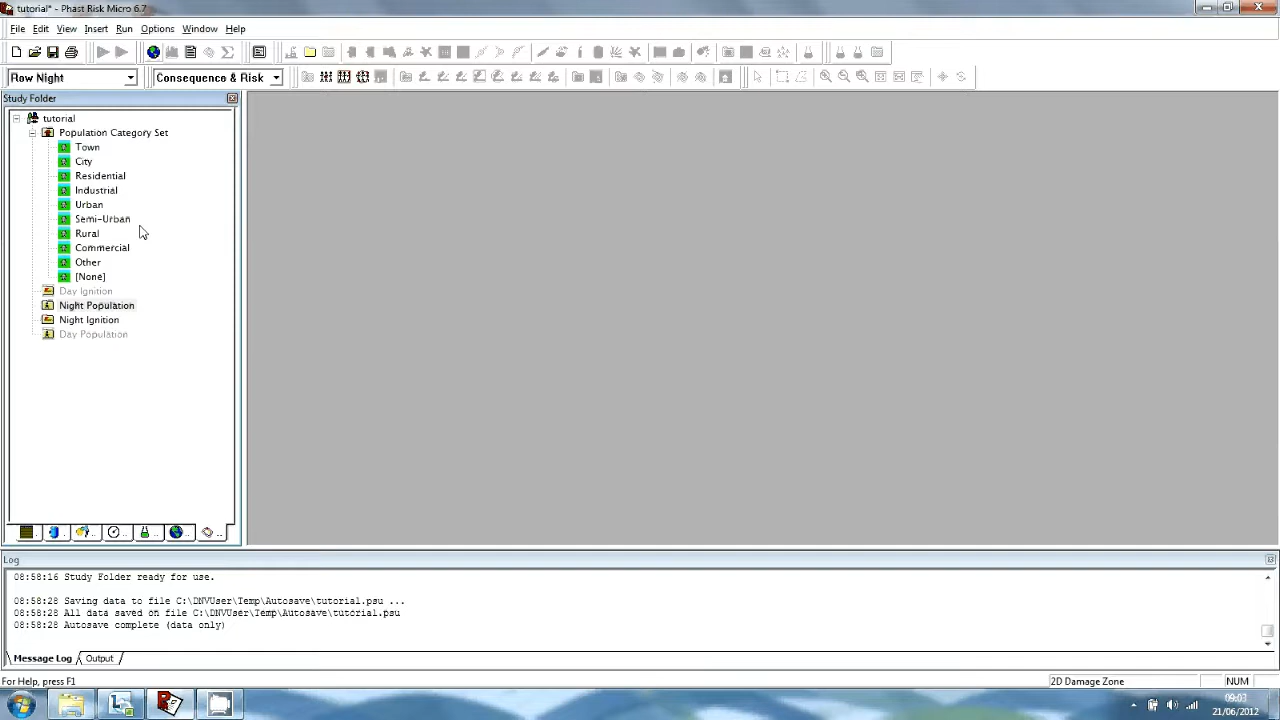 tutorial* - Phast Risk Micro 6.7
File Edit View Insert Run Options Window Help
Row Night Consequence & Risk
Study Folder
tutorial
Population Category Set
Town
City
Residential
Industrial
Urban
Semi-Urban
Rural
Commercial
Other
[None]
Day Ignition
Night Population
Night Ignition
Day Population
Log
08:58:16 Study Folder ready for use.
08:58:28 Saving data to file C:\DNVUser\Temp\Autosave\tutorial.psu ...
08:58:28 All data saved on file C:\DNVUser\Temp\Autosave\tutorial.psu
08:58:28 Autosave complete (data only)
Message Log Output
For Help, press F1 2D Damage Zone NUM
09:03
21/06/2012